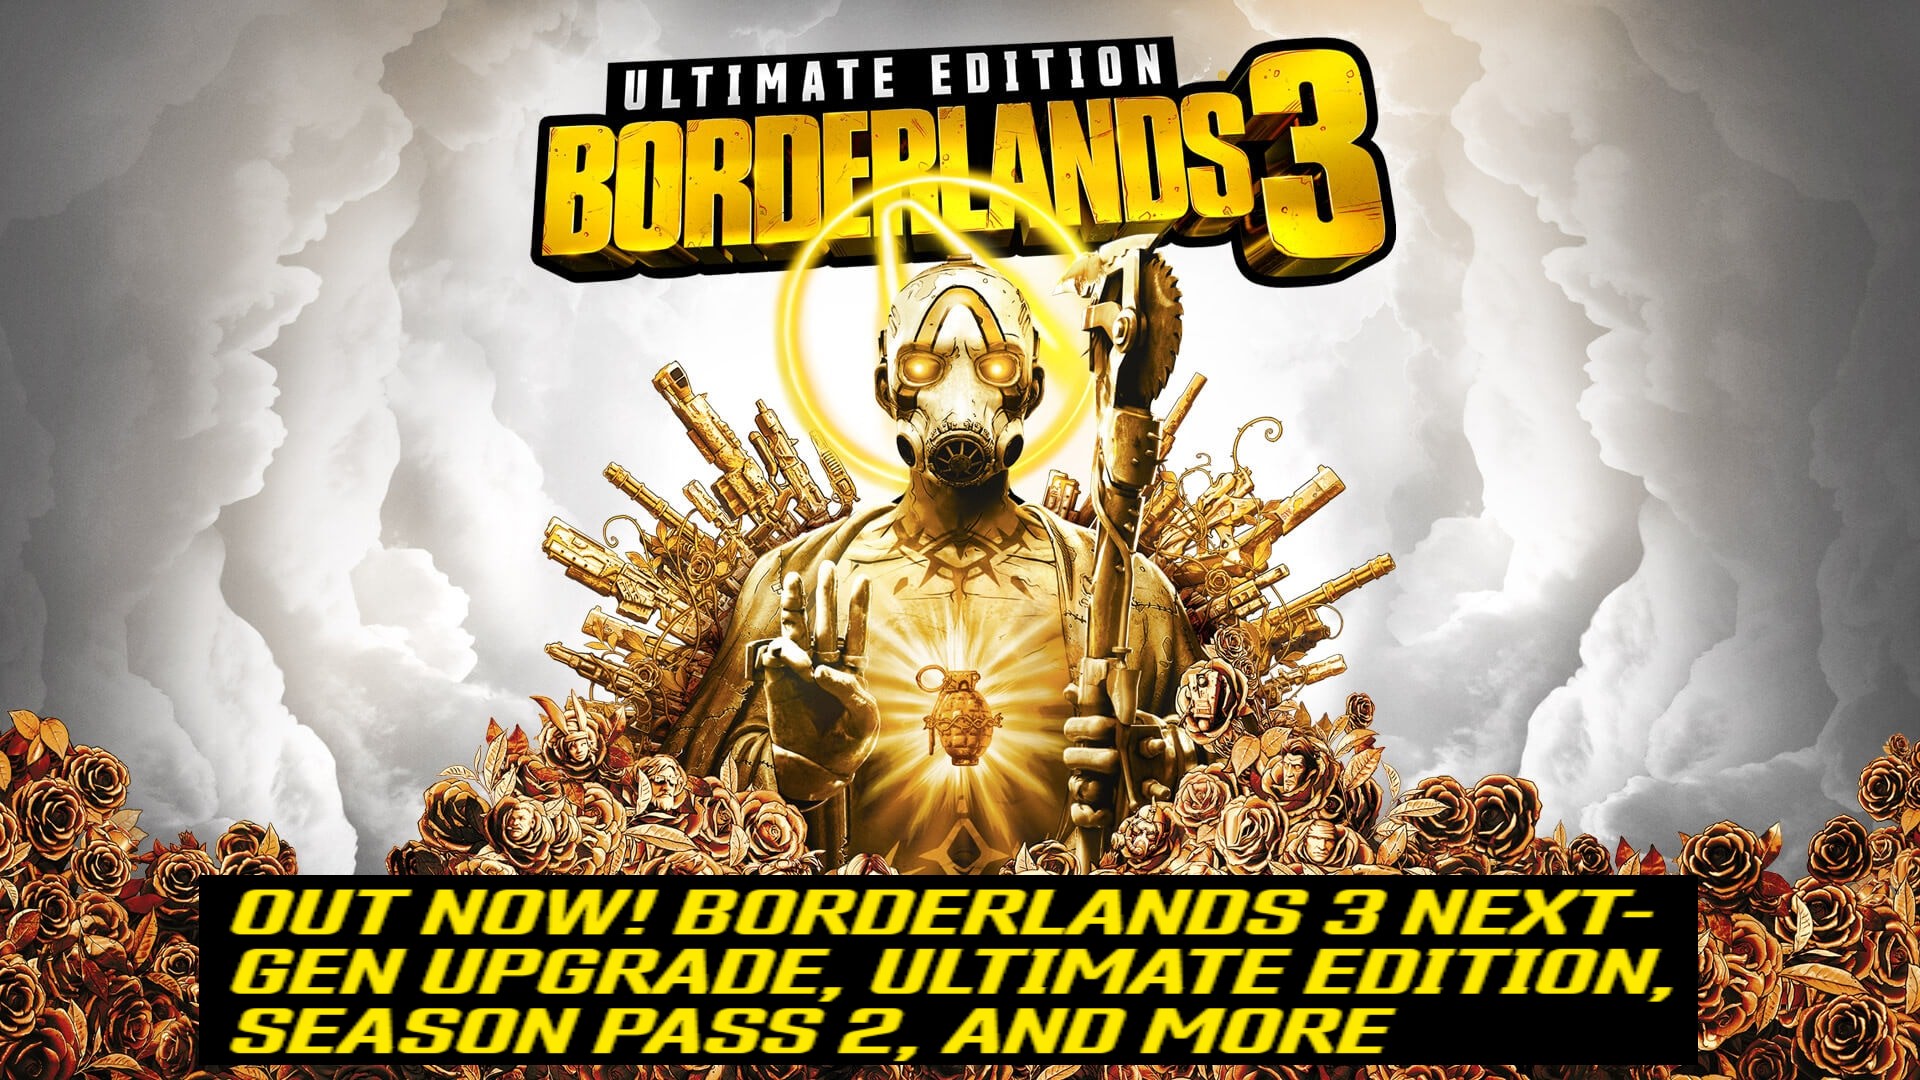 ULTIMATE EDITION
BORDERLANDS 3
OUT NOW! BORDERLANDS 3 NEXT-
GEN UPGRADE, ULTIMATE EDITION,
SEASON PASS 2, AND MORE